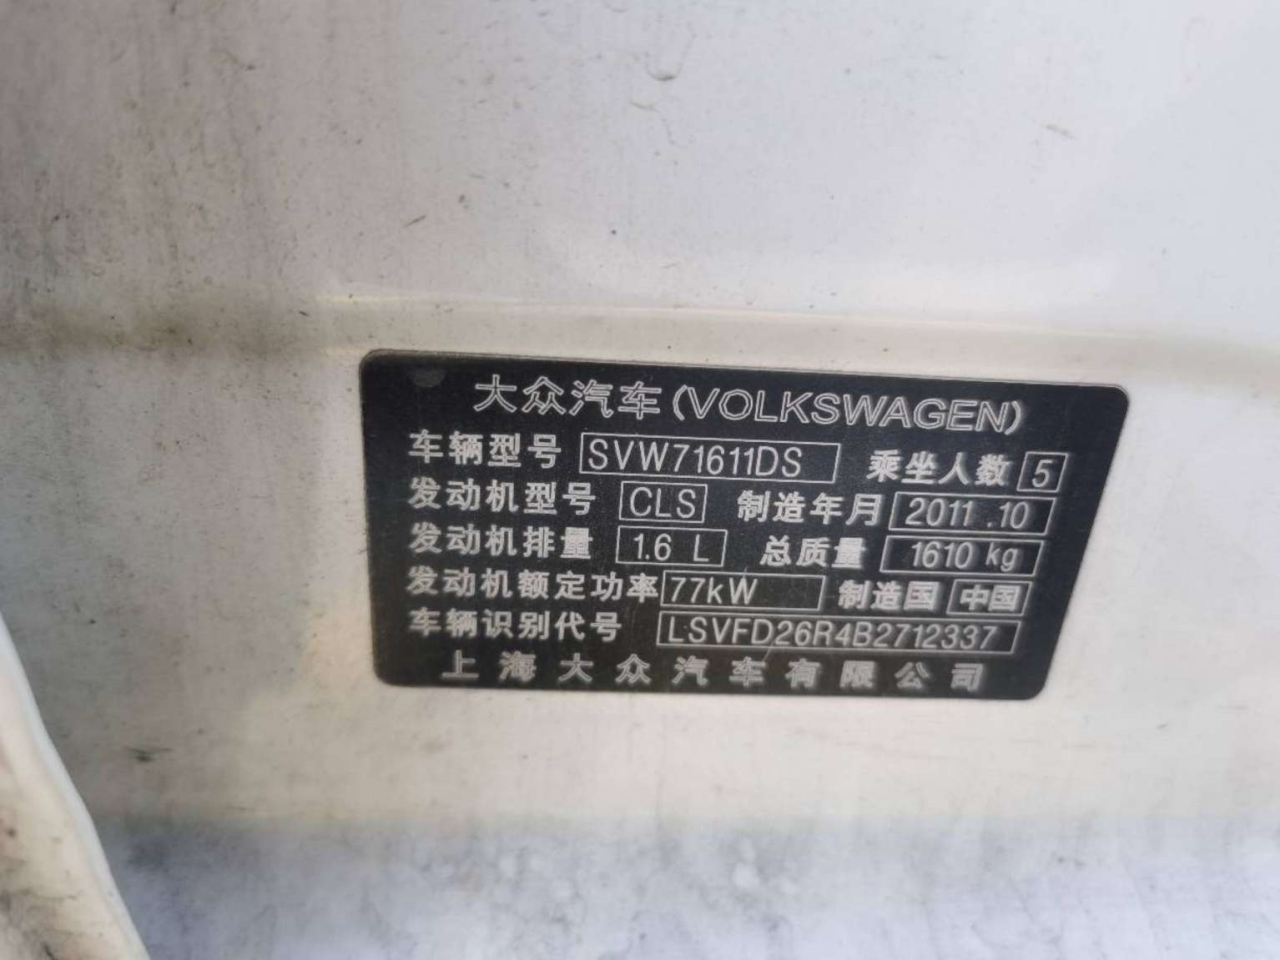 大众汽车(VOLKSWAGEN)
车辆型号 SVW71611DS 乘坐人数 5
发动机型号 CLS 制造年月 2011.10
发动机排量 1.6 L 总质量 1610 kg
发动机额定功率 77kW 制造国 中国
车辆识别代号 LSVFD26R4B2712337
上海大众汽车有限公司